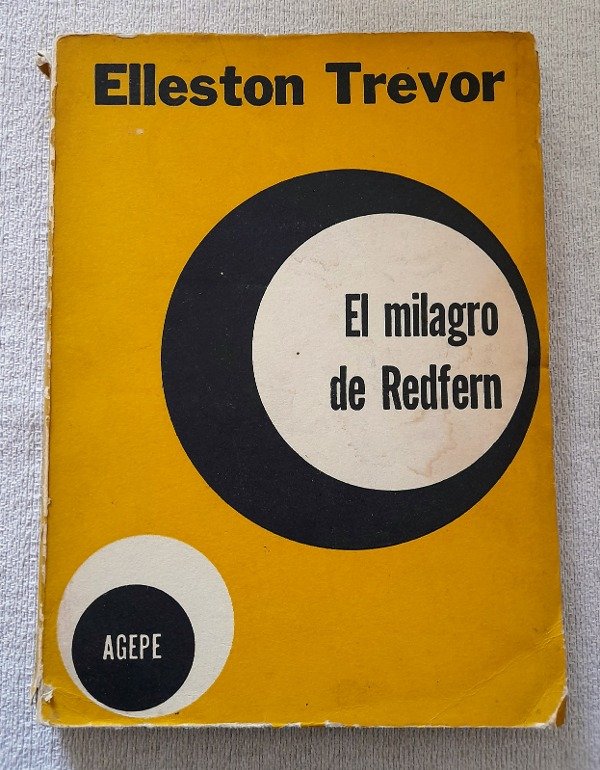 Elleston Trevor
El milagro
de Redfern
AGEPE